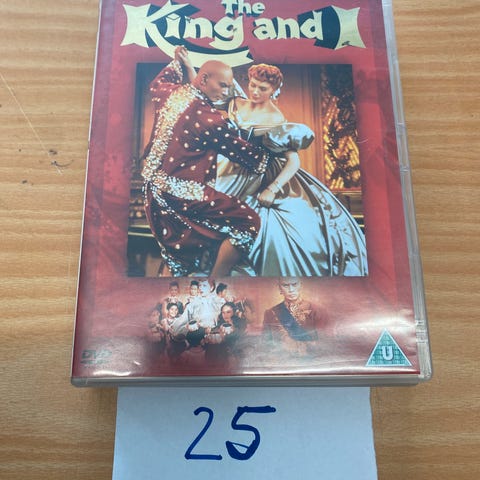 The
King and I
DVD
U
25